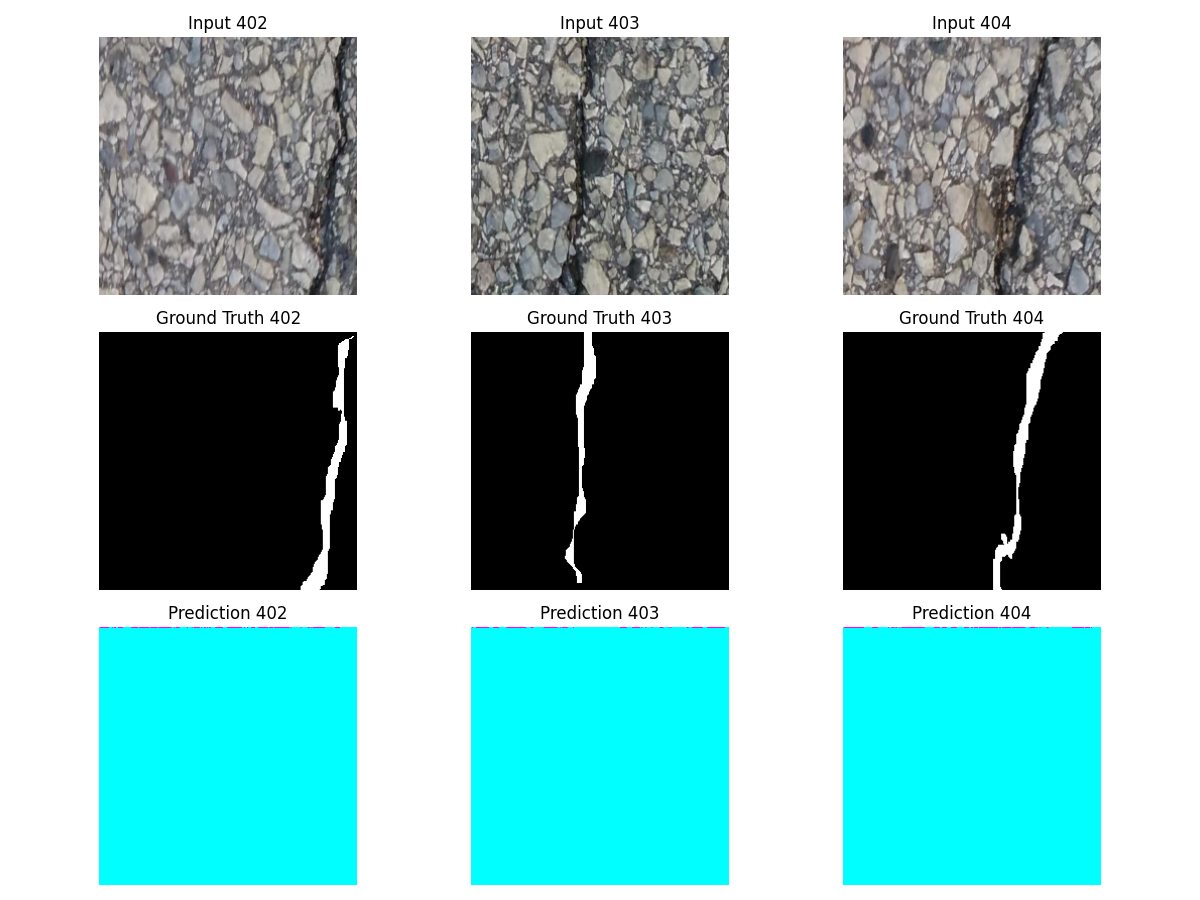 Input 402
Input 403
Input 404
Ground Truth 402
Ground Truth 403
Ground Truth 404
Prediction 402
Prediction 403
Prediction 404